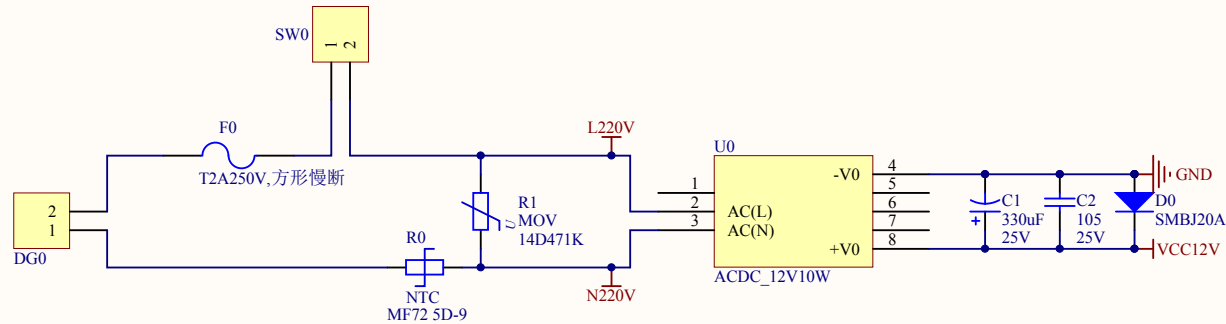 SW0
1
2
F0
T2A250V,方形慢断
L220V
U0
DG0
2
1
R1
MOV
14D471K
U
R0
NTC
MF72 5D-9
N220V
1
2
3
AC(L)
AC(N)
-V0
+V0
4
5
6
7
8
ACDC_12V10W
C1
330uF
25V
+
C2
105
25V
D0
SMBJ20A
GND
VCC12V